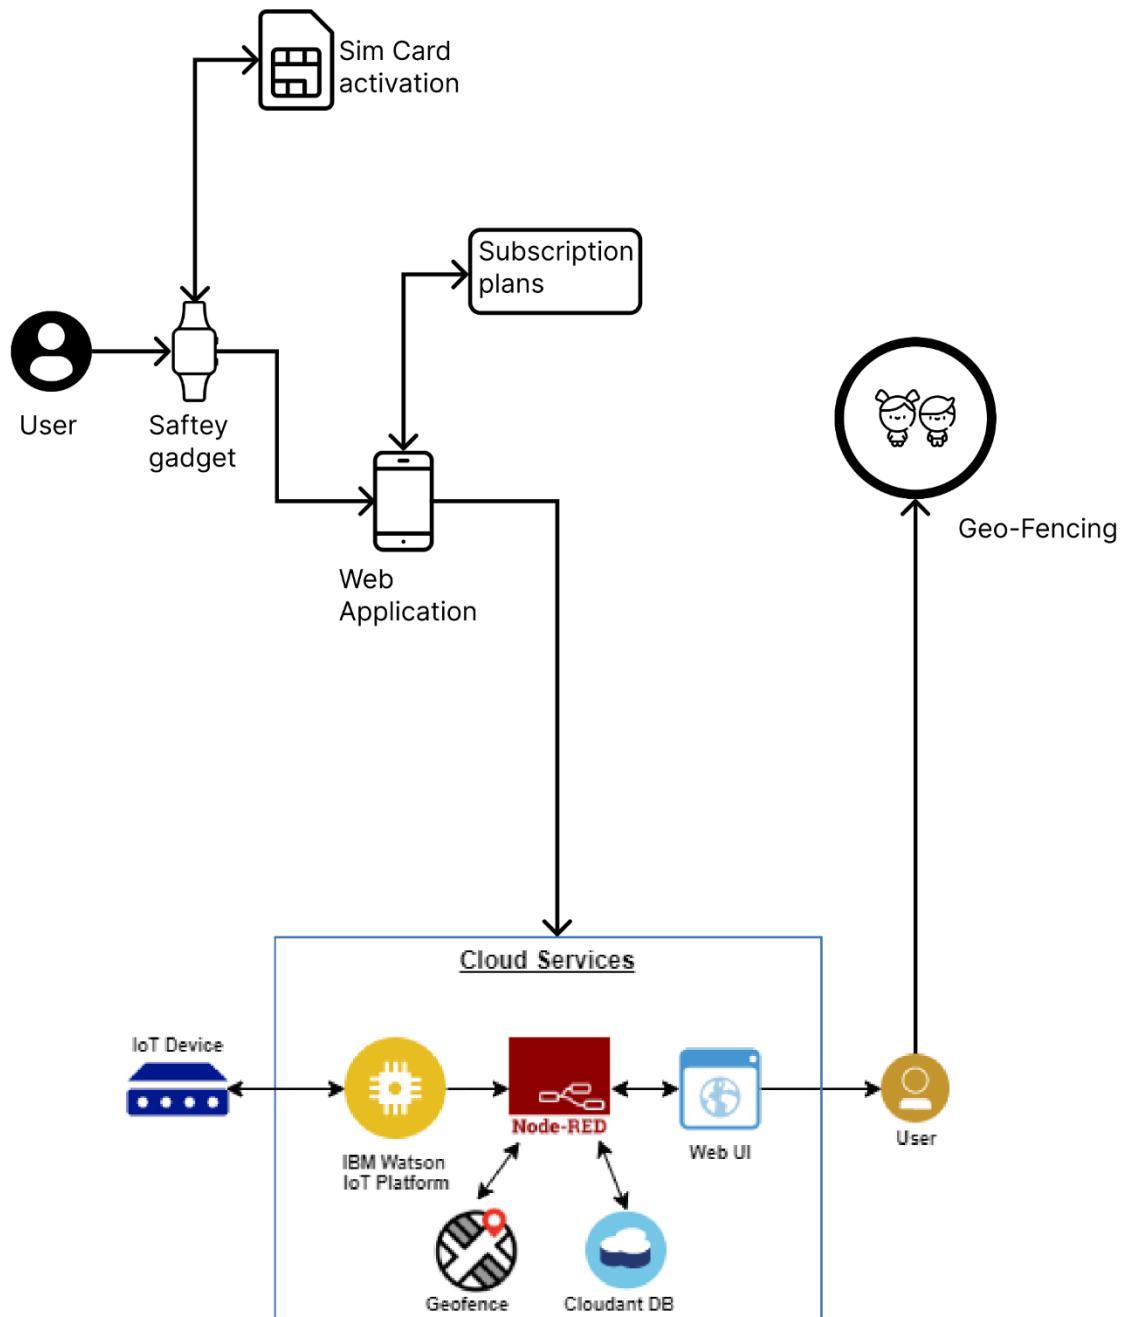 Sim Card
activation
Subscription
plans
User
Saftey
gadget
Geo-Fencing
Web
Application
Cloud Services
IoT Device
Node-RED
User
Web UI
IBM Watson
IoT Platform
Geofence
Cloudant DB